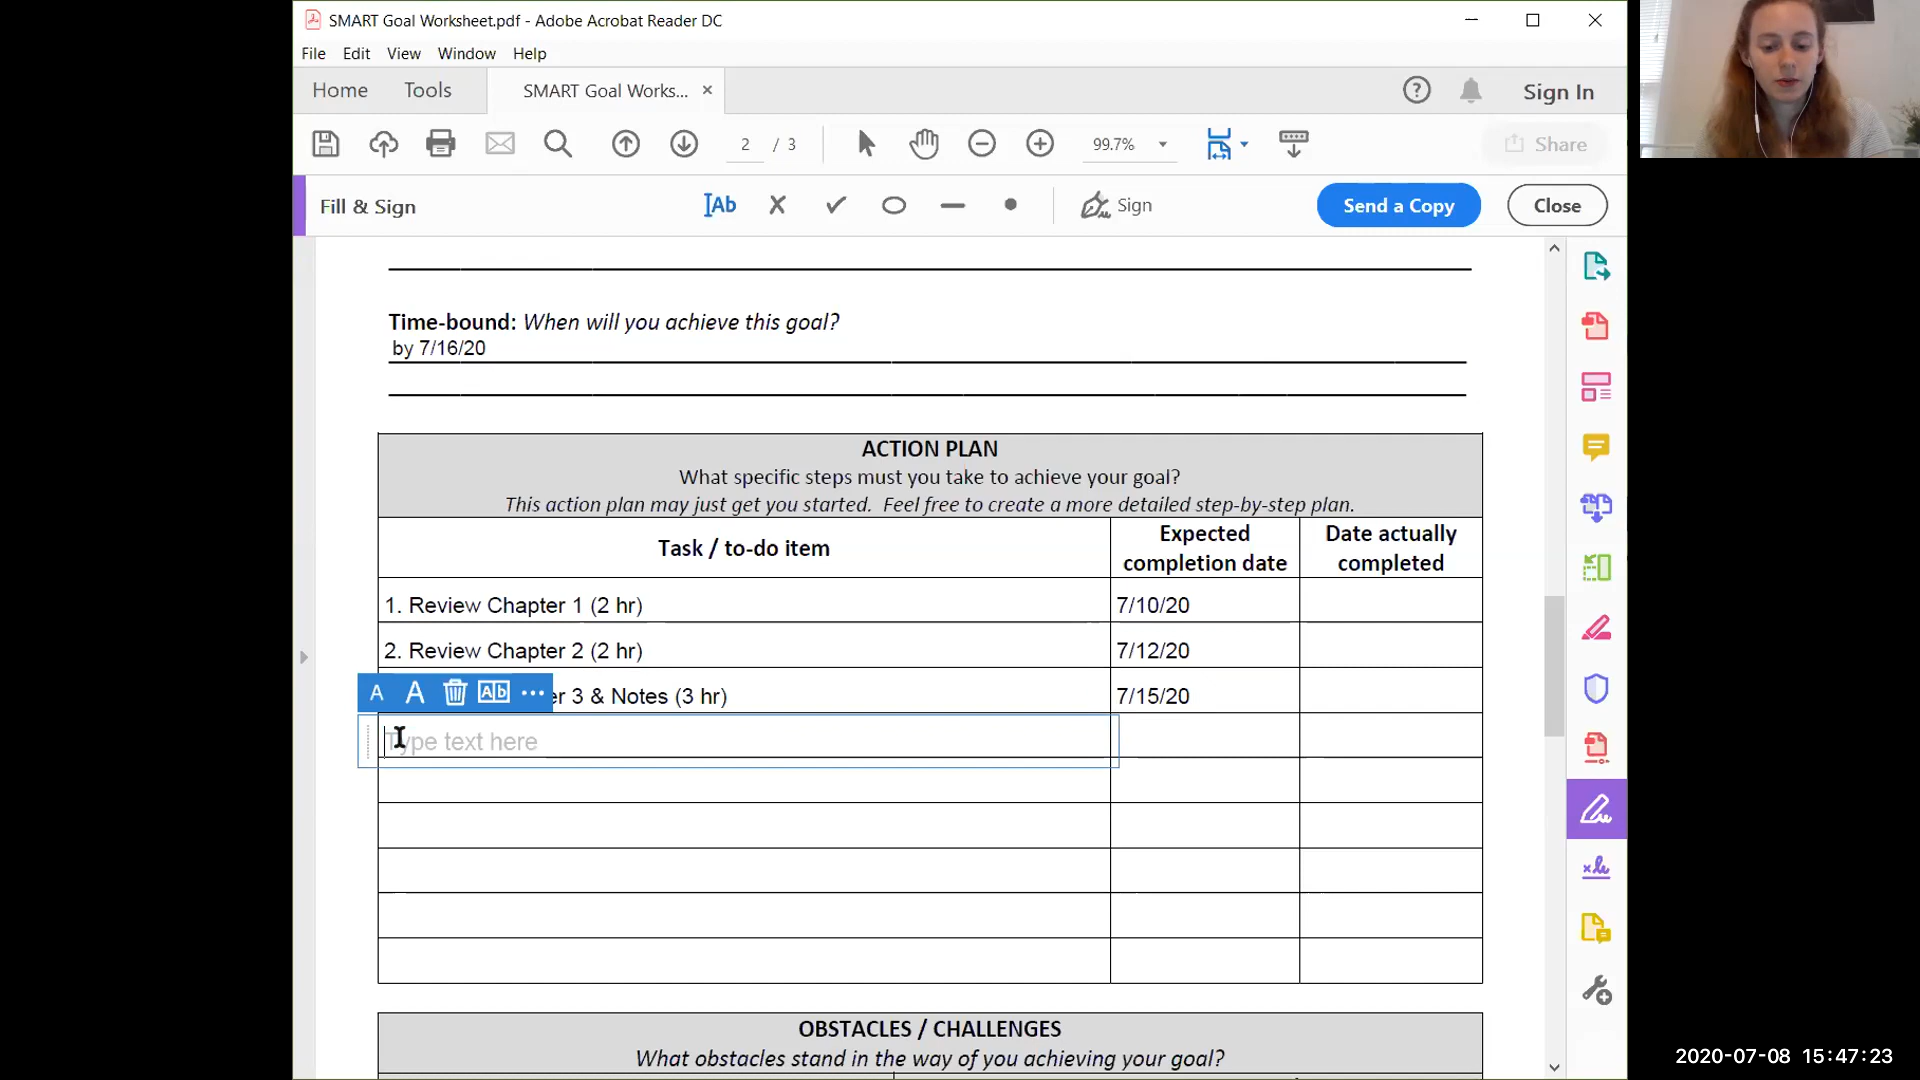 SMART Goal Worksheet.pdf - Adobe Acrobat Reader DC
File Edit View Window Help
Home Tools SMART Goal Works... × Sign In
2 / 3 99.7% Share
Fill & Sign Ab Sign Send a Copy Close
Time-bound: When will you achieve this goal?
by 7/16/20
ACTION PLAN
What specific steps must you take to achieve your goal?
This action plan may just get you started. Feel free to create a more detailed step-by-step plan.
Task / to-do item
Expected completion date
Date actually completed
1. Review Chapter 1 (2 hr) 7/10/20
2. Review Chapter 2 (2 hr) 7/12/20
A A Ab ...
er 3 & Notes (3 hr) 7/15/20
Type text here
OBSTACLES / CHALLENGES
What obstacles stand in the way of you achieving your goal?
2020-07-08 15:47:23